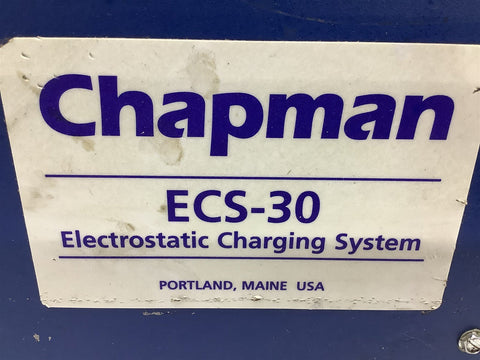 Chapman
ECS-30
Electrostatic Charging System
PORTLAND, MAINE USA